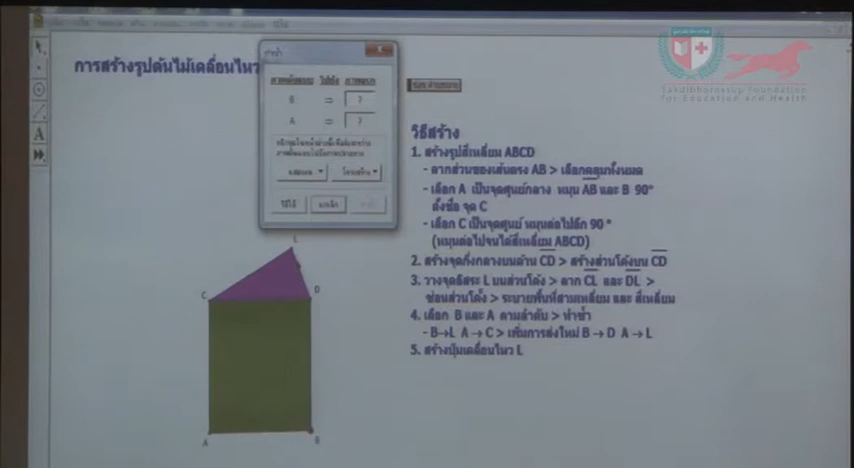 การสร้างรูปต้นไม้เคลื่อนไหว
B ⇒ ?
A ⇒ ?
Sakdibhornssup Foundation
for Education and Health
วิธีสร้าง
1. สร้างรูปสี่เหลี่ยม ABCD
- ลากส่วนของเส้นตรง AB > เลือกคลุมทั้งหมด
- เลือก A เป็นจุดศูนย์กลาง หมุน AB และ B 90°
ตั้งชื่อ จุด C
- เลือก C เป็นจุดศูนย์ หมุนต่อไปอีก 90 °
(หมุนต่อไปจนได้สี่เหลี่ยม ABCD)
2. สร้างจุดกึ่งกลางบนด้าน CD > สร้างส่วนโค้งบน CD
3. วางจุดอิสระ L บนส่วนโค้ง > ลาก CL และ DL >
ซ่อนส่วนโค้ง > ระบายพื้นที่สามเหลี่ยม และ สี่เหลี่ยม
4. เลือก B และ A ตามลำดับ > ทำซ้ำ
- B→L A → C > เพิ่มการส่งใหม่ B → D A → L
5. สร้างปุ่มเคลื่อนไหว L
L
C
D
A
B